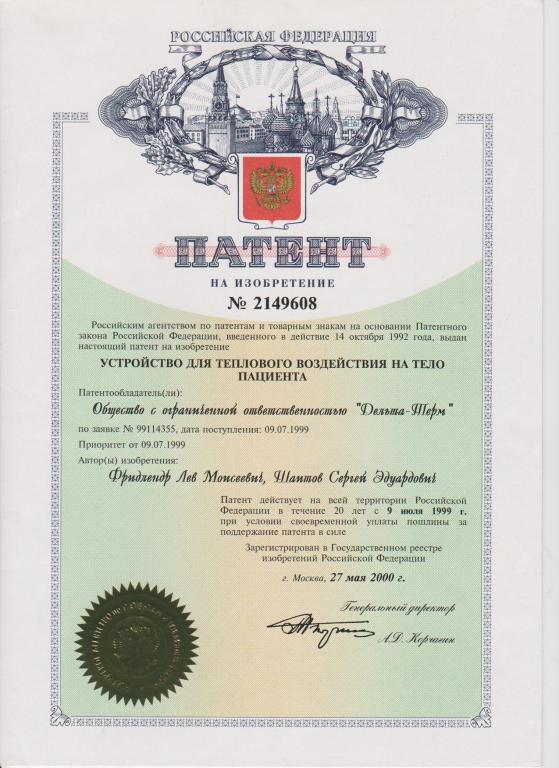 РОССИЙСКАЯ ФЕДЕРАЦИЯ
ПАТЕНТ
НА ИЗОБРЕТЕНИЕ
№ 2149608
Российским агентством по патентам и товарным знакам на основании Патентного
закона Российской Федерации, введенного в действие 14 октября 1992 года, выдан
настоящий патент на изобретение
УСТРОЙСТВО ДЛЯ ТЕПЛОВОГО ВОЗДЕЙСТВИЯ НА ТЕЛО
ПАЦИЕНТА
Патентообладатель(ли):
Общество с ограниченной ответственностью "Дельта-Терм"
по заявке № 99114355, дата поступления: 09.07.1999
Приоритет от 09.07.1999
Автор(ы) изобретения:
Фридлендр Лев Моисеевич, Шаитов Сергей Эдуардович
Патент действует на всей территории Российской
Федерации в течение 20 лет с 9 июля 1999 г.
при условии своевременной уплаты пошлины за
поддержание патента в силе
Зарегистрирован в Государственном реестре
изобретений Российской Федерации
г. Москва, 27 мая 2000 г.
Генеральный директор
А.Д. Корчагин